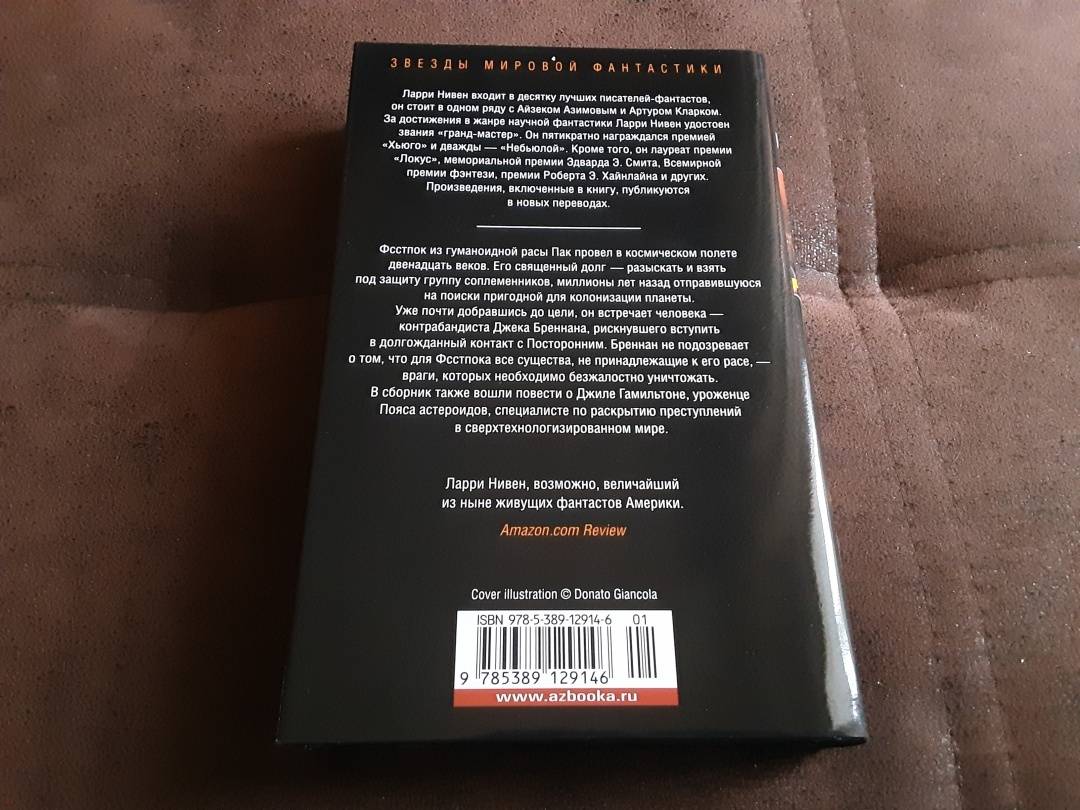 ЗВЕЗДЫ МИРОВОЙ ФАНТАСТИКИ
Ларри Нивен входит в десятку лучших писателей-фантастов,
он стоит в одном ряду с Айзеком Азимовым и Артуром Кларком.
За достижения в жанре научной фантастики Ларри Нивен удостоен
звания «гранд-мастер». Он пятикратно награждался премией
«Хьюго» и дважды — «Небьюлой». Кроме того, он лауреат премии
«Локус», мемориальной премии Эдварда Э. Смита, Всемирной
премии фэнтези, премии Роберта Э. Хайнлайна и других.
Произведения, включенные в книгу, публикуются
в новых переводах.
Фсстпок из гуманоидной расы Пак провел в космическом полете
двенадцать веков. Его священный долг — разыскать и взять
под защиту группу соплеменников, миллионы лет назад отправившуюся
на поиски пригодной для колонизации планеты.
Уже почти добравшись до цели, он встречает человека —
контрабандиста Джека Бреннана, рискнувшего вступить
в долгожданный контакт с Посторонним. Бреннан не подозревает
о том, что для Фсстпока все существа, не принадлежащие к его расе, —
враги, которых необходимо безжалостно уничтожать.
В сборник также вошли повести о Джиле Гамильтоне, уроженце
Пояса астероидов, специалисте по раскрытию преступлений
в сверхтехнологизированном мире.
Ларри Нивен, возможно, величайший
из ныне живущих фантастов Америки.
Amazon.com Review
Cover illustration © Donato Giancola
ISBN 978-5-389-12914-6 01
9 785389 129146
www.azbooka.ru